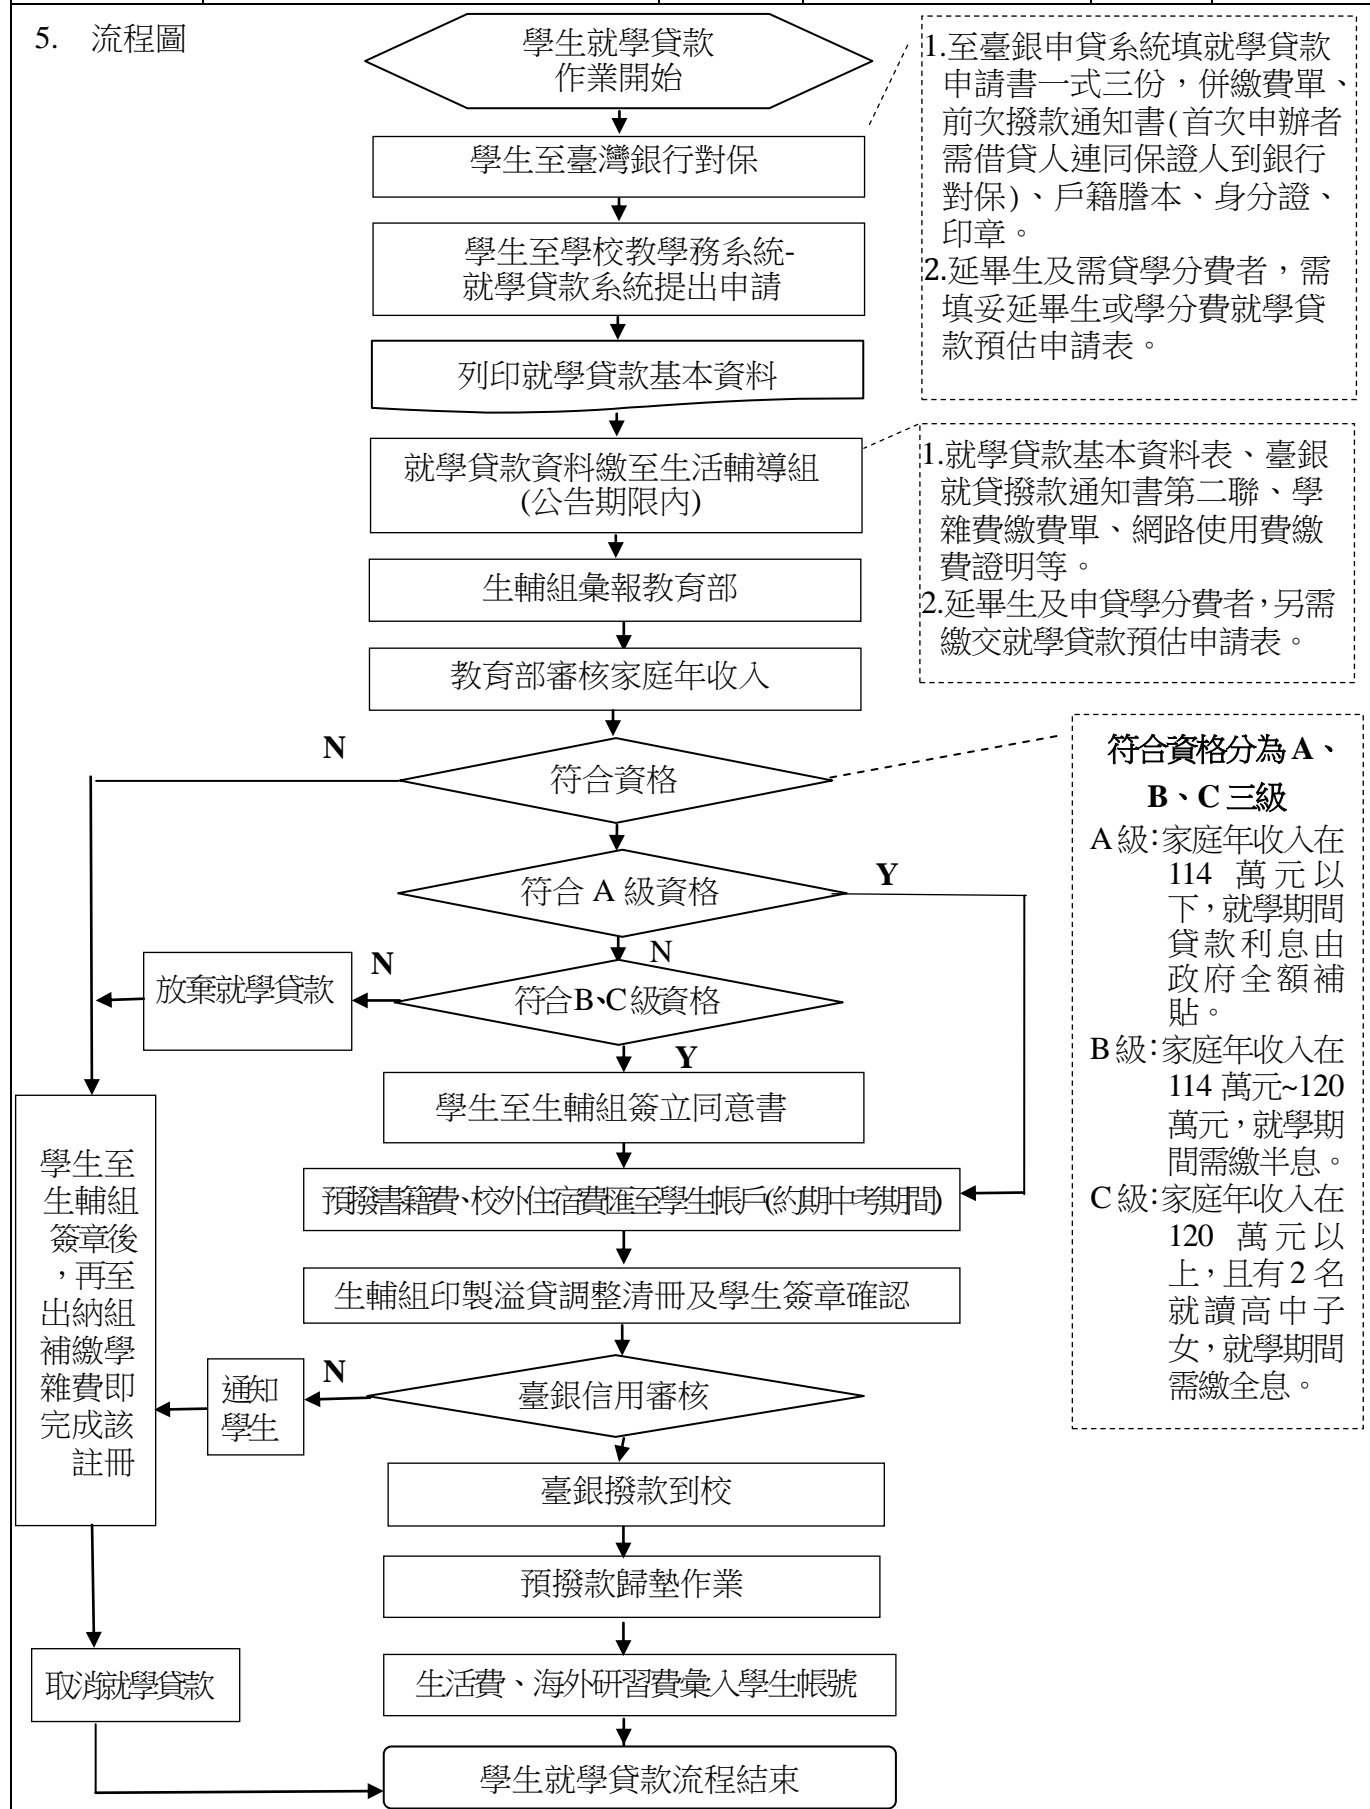 5. 流程圖
學生就學貸款
作業開始
學生至臺灣銀行對保
學生至學校教學務系統-
就學貸款系統提出申請
列印就學貸款基本資料
就學貸款資料繳至生活輔導組
(公告期限內)
生輔組彙報教育部
教育部審核家庭年收入
1.至臺銀申貸系統填就學貸款
申請書一式三份，併繳費單、
前次撥款通知書(首次申辦者
需借貸人連同保證人到銀行
對保)、戶籍謄本、身分證、
印章。
2.延畢生及需貸學分費者，需
填妥延畢生或學分費就學貸
款預估申請表。
1.就學貸款基本資料表、臺銀
就貸撥款通知書第二聯、學
雜費繳費單、網路使用費繳
費證明等。
2.延畢生及申貸學分費者，另需
繳交就學貸款預估申請表。
N
符合資格
符合 A 級資格
Y
N
N
放棄就學貸款
符合B、C級資格
Y
符合資格分為 A、
B、C 三級
A級：家庭年收入在
114 萬元以
下，就學期間
貸款利息由
政府全額補
貼。
B級：家庭年收入在
114 萬元~120
萬元，就學期
間需繳半息。
C級：家庭年收入在
120 萬元以
上，且有 2 名
就讀高中子
女，就學期間
需繳全息。
學生至生輔組簽立同意書
預撥書籍費、校外住宿費匯至學生帳戶(約期中考期間)
生輔組印製溢貸調整清冊及學生簽章確認
學生至
生輔組
簽章後
，再至
出納組
補繳學
雜費即
完成該
註冊
通知
學生
N
臺銀信用審核
臺銀撥款到校
預撥款歸墊作業
取消就學貸款
生活費、海外研習費彙入學生帳號
學生就學貸款流程結束